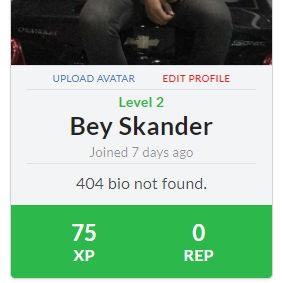 UPLOAD AVATAR EDIT PROFILE
Level 2
Bey Skander
Joined 7 days ago
404 bio not found.
75 0
XP REP